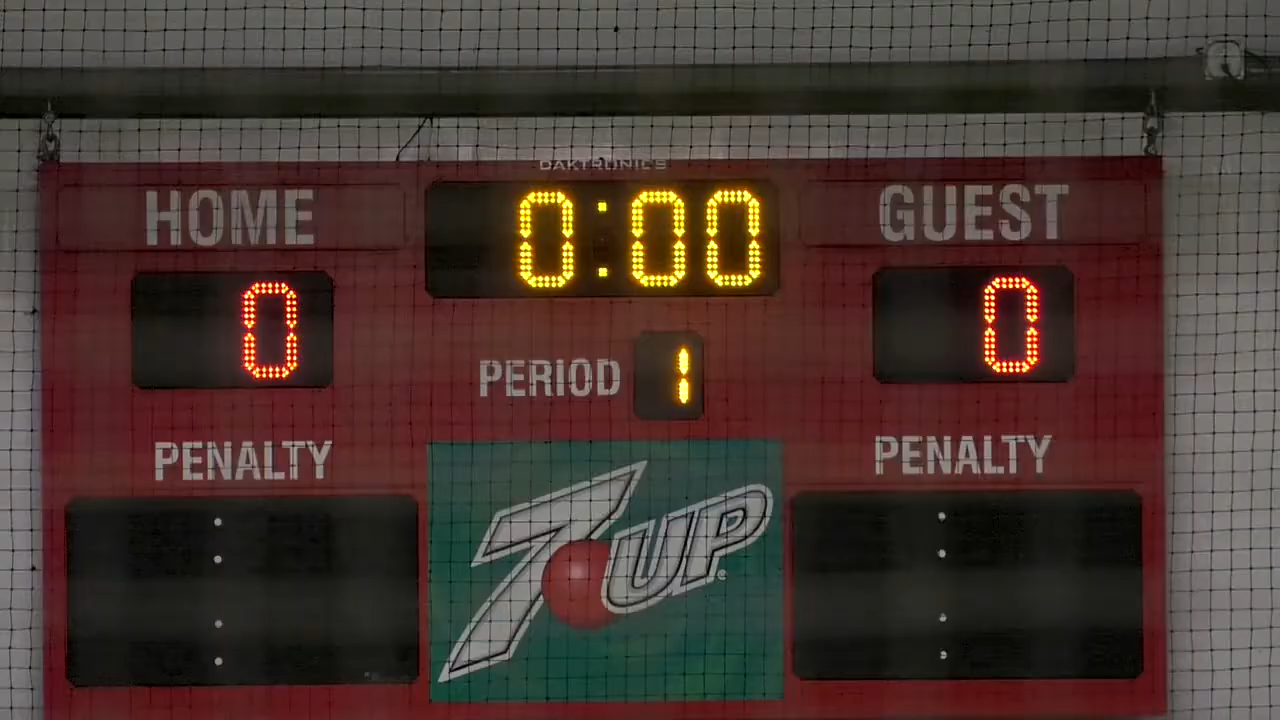 DAKTRONICS
HOME
0:00
GUEST
0
0
PERIOD 1
PENALTY
PENALTY
7UP